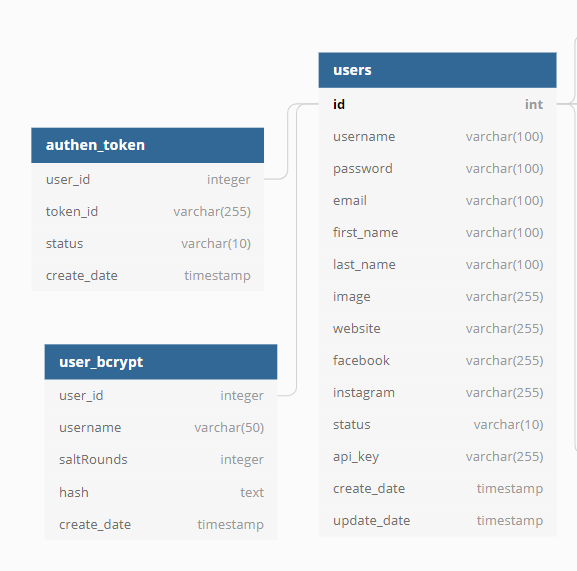 authen_token
user_id integer
token_id varchar(255)
status varchar(10)
create_date timestamp
user_bcrypt
user_id integer
username varchar(50)
saltRounds integer
hash text
create_date timestamp
users
id int
username varchar(100)
password varchar(100)
email varchar(100)
first_name varchar(100)
last_name varchar(100)
image varchar(255)
website varchar(255)
facebook varchar(255)
instagram varchar(255)
status varchar(10)
api_key varchar(255)
create_date timestamp
update_date timestamp